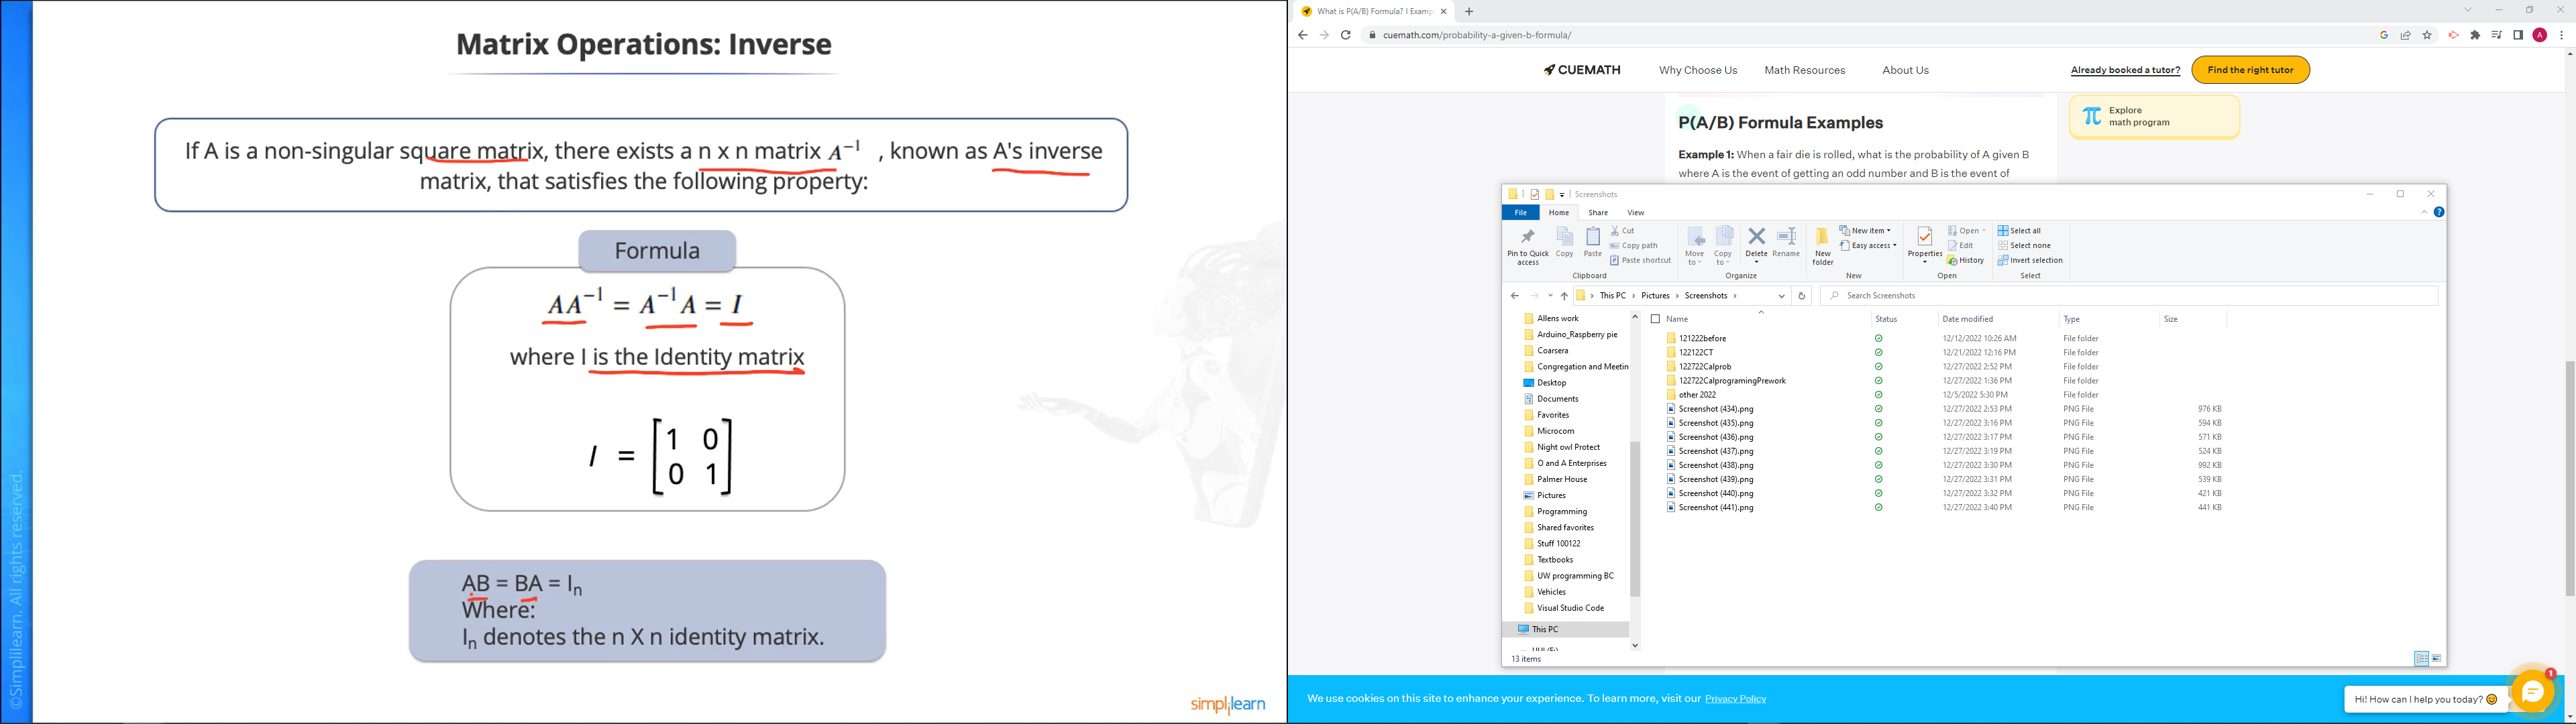 Matrix Operations: Inverse
If A is a non-singular square matrix, there exists a n x n matrix A⁻¹ , known as A's inverse
matrix, that satisfies the following property:
Formula
AA⁻¹ = A⁻¹A = I
where I is the Identity matrix
I = [1 0
0 1]
AB = BA = Iₙ
Where:
Iₙ denotes the n X n identity matrix.
©Simplilearn. All rights reserved.
simplilearn
What is P(A/B) Formula? I Examp
cuemath.com/probability-a-given-b-formula/
A
CUEMATH
Why Choose Us
Math Resources
About Us
Already booked a tutor?
Find the right tutor
Explore
math program
P(A/B) Formula Examples
Example 1: When a fair die is rolled, what is the probability of A given B
where A is the event of getting an odd number and B is the event of
Screenshots
File Home Share View
Pin to Quick
access
Copy
Paste
Cut
Copy path
Paste shortcut
Clipboard
Move
to
Copy
to
Delete
Rename
Organize
New
folder
New item
Easy access
New
Properties
Open
Edit
History
Open
Select all
Select none
Invert selection
Select
This PC > Pictures > Screenshots >
Search Screenshots
Allens work
Arduino_Raspberry pie
Coarsera
Congregation and Meetin
Desktop
Documents
Favorites
Microcom
Night owl Protect
O and A Enterprises
Palmer House
Pictures
Programming
Shared favorites
Stuff 100122
Textbooks
UW programming BC
Vehicles
Visual Studio Code
This PC
Name Status Date modified Type Size
121222before 12/12/2022 10:26 AM File folder
122122CT 12/21/2022 12:16 PM File folder
122722Calprob 12/27/2022 2:52 PM File folder
122722CalprogramingPrework 12/27/2022 1:36 PM File folder
other 2022 12/5/2022 5:30 PM File folder
Screenshot (434).png 12/27/2022 2:53 PM PNG File 976 KB
Screenshot (435).png 12/27/2022 3:16 PM PNG File 594 KB
Screenshot (436).png 12/27/2022 3:17 PM PNG File 571 KB
Screenshot (437).png 12/27/2022 3:19 PM PNG File 524 KB
Screenshot (438).png 12/27/2022 3:30 PM PNG File 992 KB
Screenshot (439).png 12/27/2022 3:31 PM PNG File 539 KB
Screenshot (440).png 12/27/2022 3:32 PM PNG File 421 KB
Screenshot (441).png 12/27/2022 3:40 PM PNG File 441 KB
13 items
We use cookies on this site to enhance your experience. To learn more, visit our Privacy Policy
Hi! How can I help you today? 😊
1